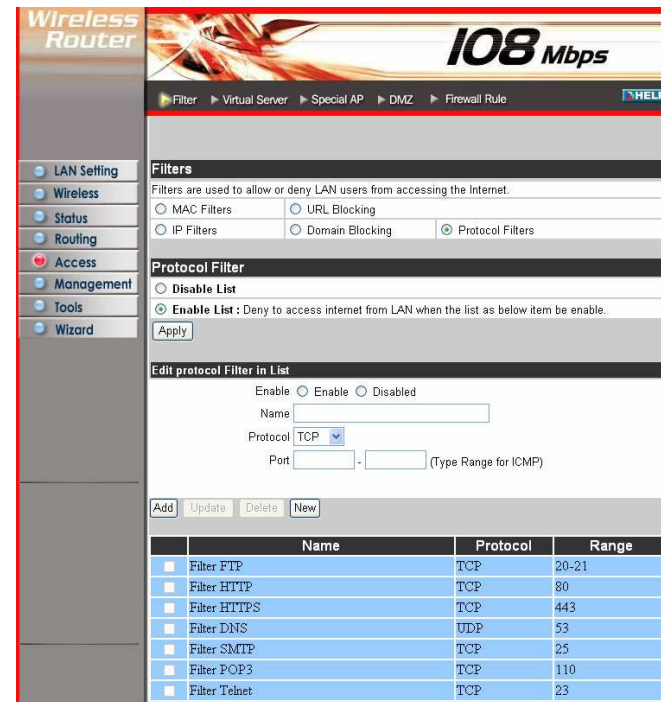 Wireless
Router
108 Mbps
Filter Virtual Server Special AP DMZ Firewall Rule HELP
LAN Setting
Wireless
Status
Routing
Access
Management
Tools
Wizard
Filters
Filters are used to allow or deny LAN users from accessing the Internet.
MAC Filters URL Blocking
IP Filters Domain Blocking Protocol Filters
Protocol Filter
Disable List
Enable List : Deny to access internet from LAN when the list as below item be enable.
Apply
Edit protocol Filter in List
Enable Enable Disabled
Name
Protocol TCP
Port - (Type Range for ICMP)
Add Update Delete New
Name Protocol Range
Filter FTP TCP 20-21
Filter HTTP TCP 80
Filter HTTPS TCP 443
Filter DNS UDP 53
Filter SMTP TCP 25
Filter POP3 TCP 110
Filter Telnet TCP 23